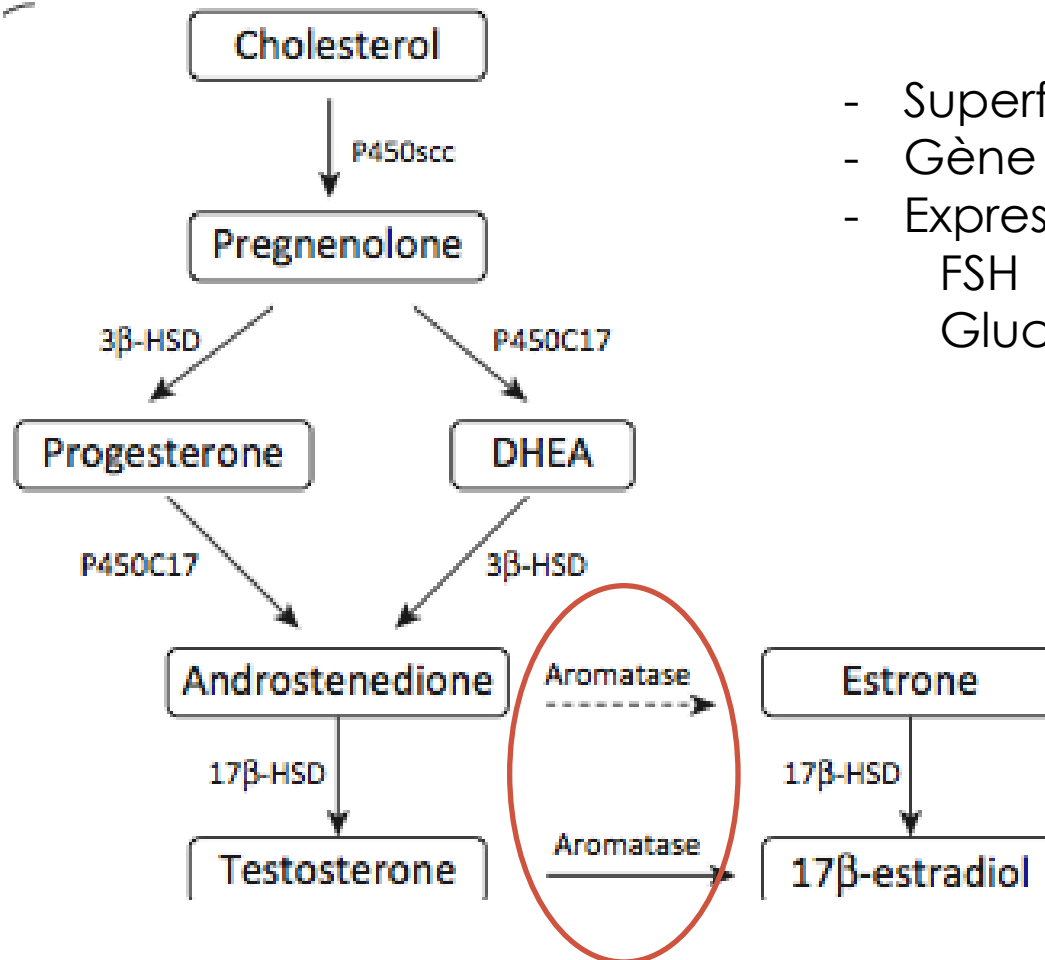 Cholesterol
P450scc
Pregnenolone
3β-HSD P450C17
Progesterone DHEA
P450C17 3β-HSD
Androstenedione Aromatase Estrone
17β-HSD 17β-HSD
Testosterone Aromatase 17β-estradiol
- Superf
- Gène
- Expres
FSH
Gluc